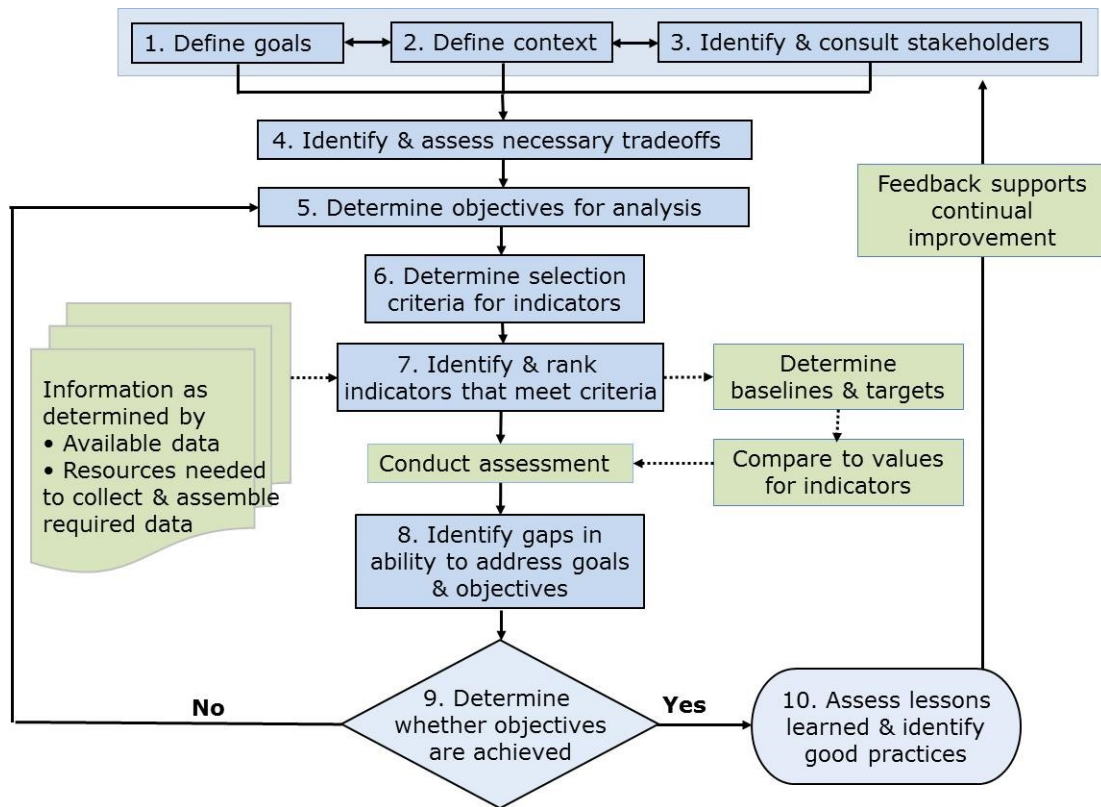 1. Define goals
2. Define context
3. Identify & consult stakeholders
4. Identify & assess necessary tradeoffs
5. Determine objectives for analysis
Feedback supports
continual
improvement
6. Determine selection
criteria for indicators
Information as
determined by
• Available data
• Resources needed
to collect & assemble
required data
7. Identify & rank
indicators that meet criteria
Determine
baselines & targets
Conduct assessment
Compare to values
for indicators
8. Identify gaps in
ability to address goals
& objectives
9. Determine
whether objectives
are achieved
No
Yes
10. Assess lessons
learned & identify
good practices